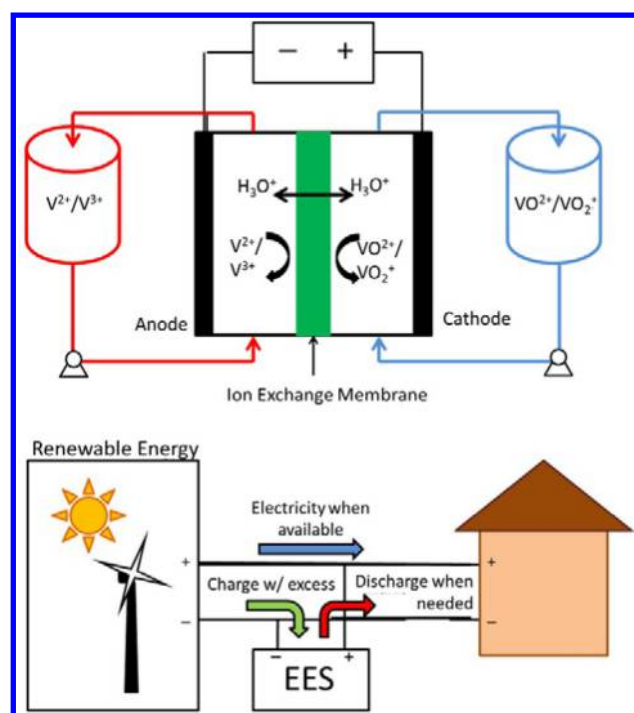 − +
V²⁺/V³⁺
H₃O⁺
H₃O⁺
VO²⁺/VO₂⁺
V²⁺/
V³⁺
VO²⁺/
VO₂⁺
Anode
Cathode
Ion Exchange Membrane
Renewable Energy
Electricity when
available
+
+
Charge w/ excess
Discharge when
needed
−
−
− +
EES